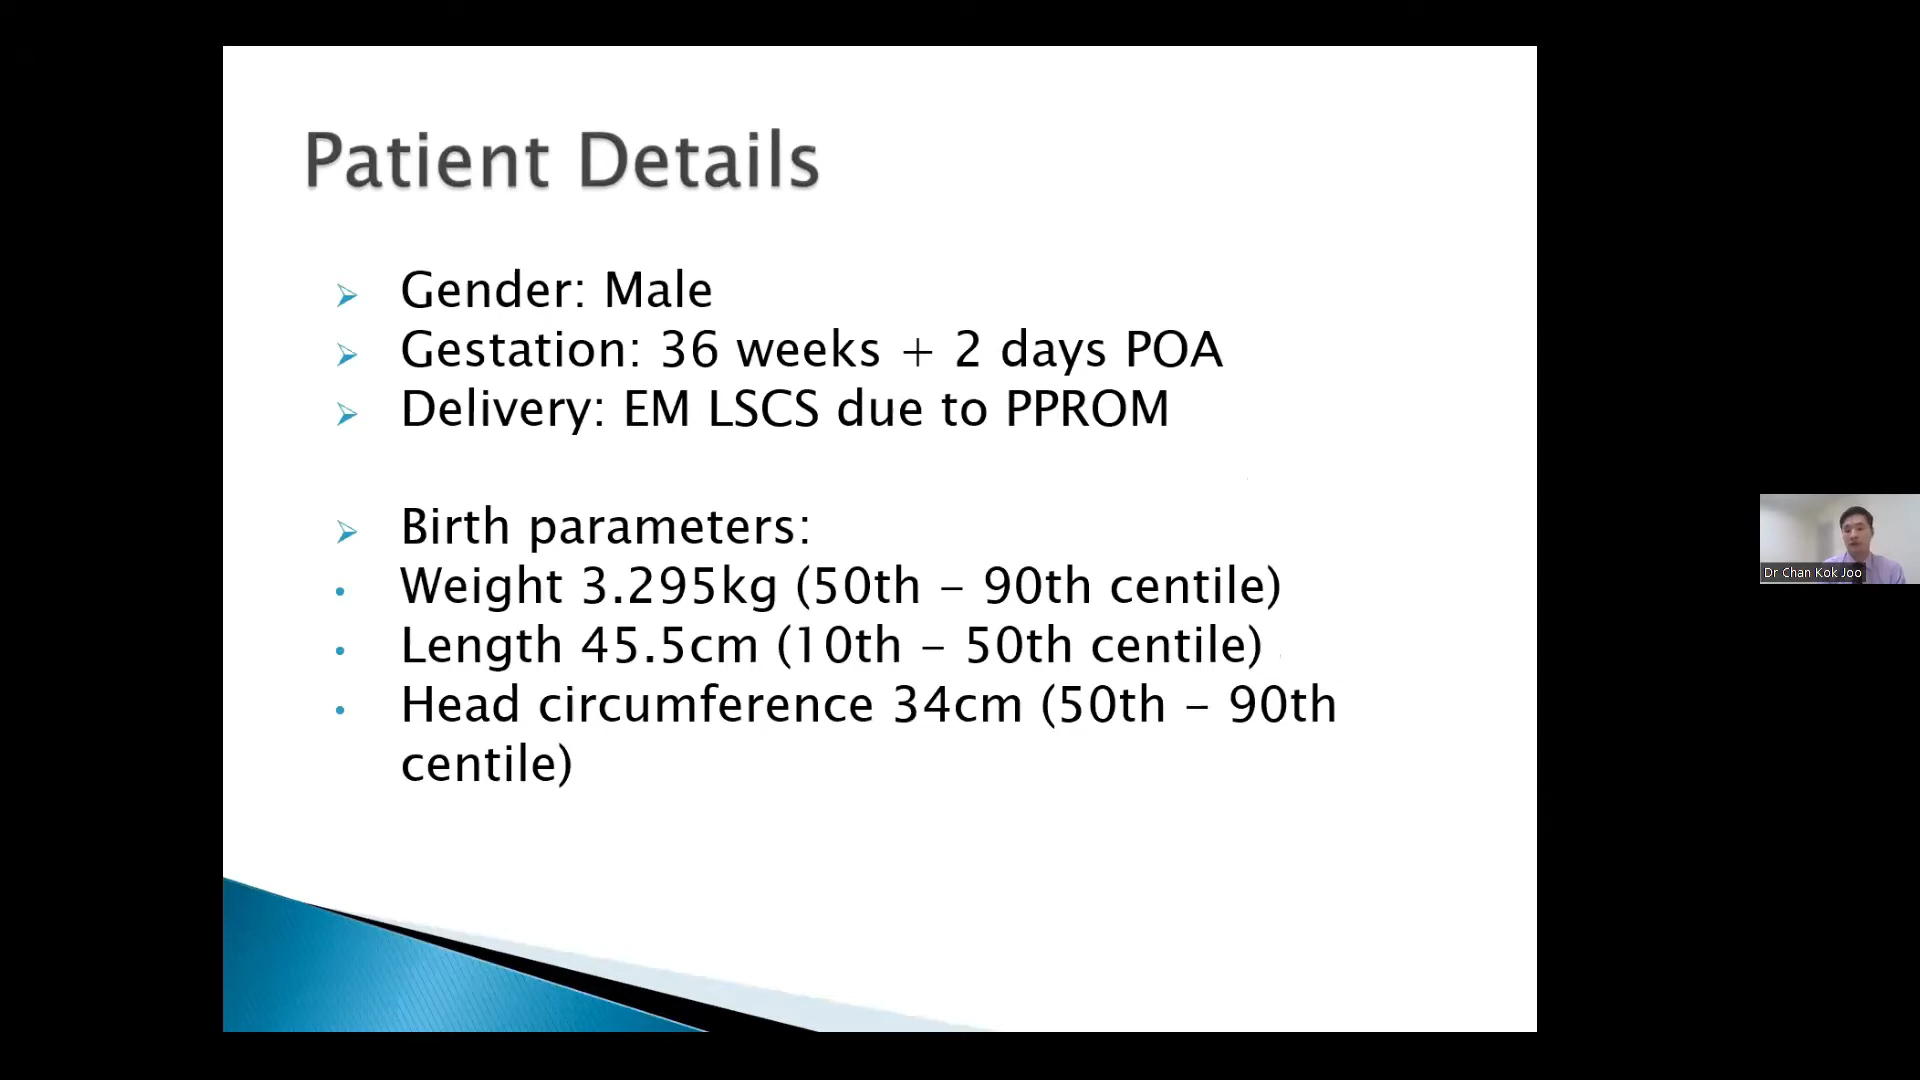 Patient Details
Gender: Male
Gestation: 36 weeks + 2 days POA
Delivery: EM LSCS due to PPROM
Birth parameters:
Weight 3.295kg (50th – 90th centile)
Length 45.5cm (10th – 50th centile)
Head circumference 34cm (50th – 90th
centile)
Dr Chan Kok Joo